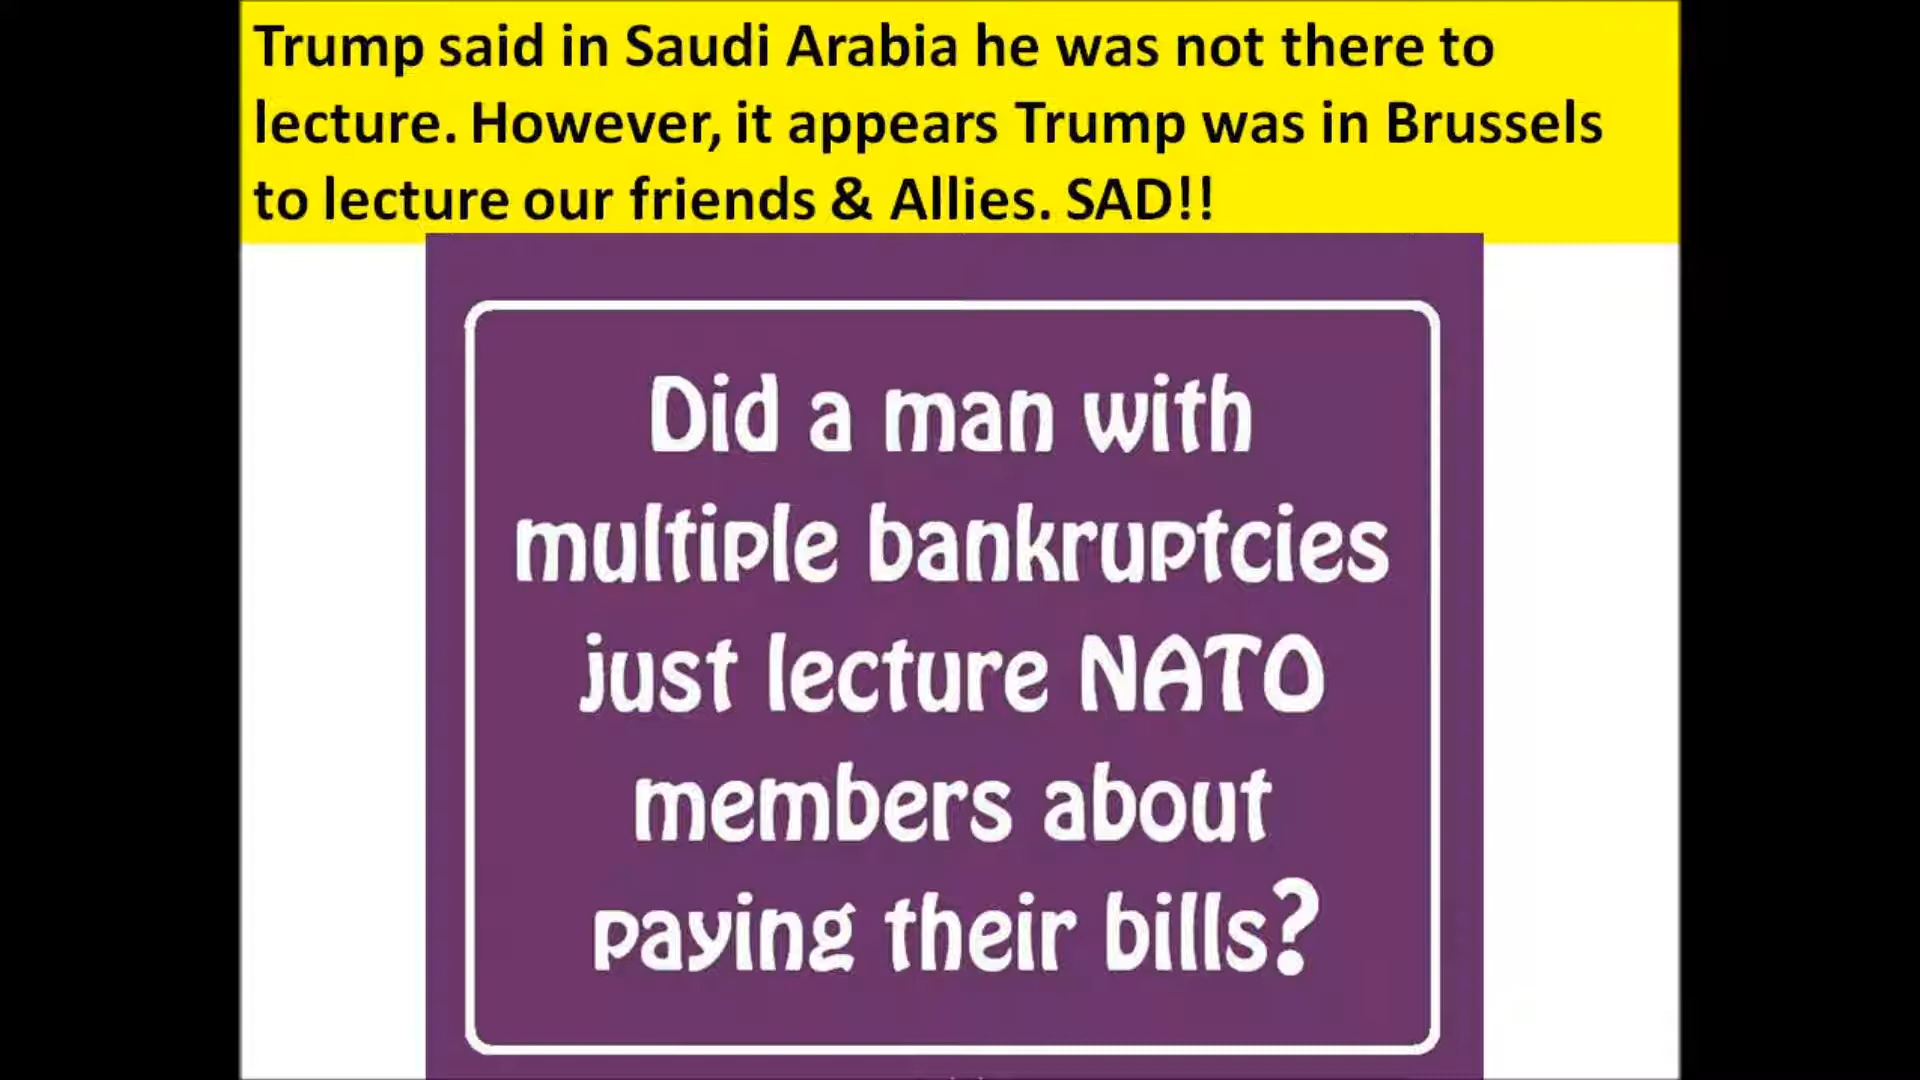 Trump said in Saudi Arabia he was not there to
lecture. However, it appears Trump was in Brussels
to lecture our friends & Allies. SAD!!
Did a man with
multiple bankruptcies
just lecture NATO
members about
paying their bills?